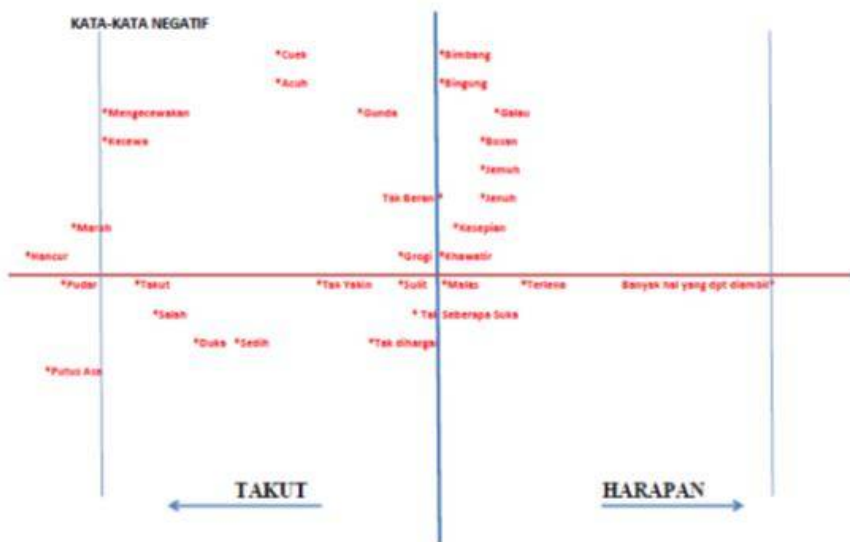 KATA-KATA NEGATIF
*Cuek *Bimbang
*Acuh *Bingung
*Mengecewakan *Gunda *Galau
*Kecewa *Bosan
*Jemuh
Tak Beran * *Jenuh
*Marah *Kesepian
*Hancur *Grogi *Khawatir
*Pudar *Takut *Tak Yakin *Sulit *Malas *Terlena Banyak hal yang dpt diambil*
*Salah * Tak Seberapa Suka
*Duka *Sedih *Tak diharga
*Putus Asa
TAKUT HARAPAN